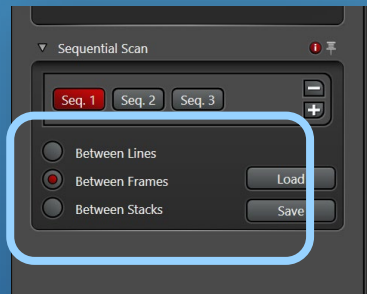 Sequential Scan
Seq. 1 Seq. 2 Seq. 3
Between Lines
Between Frames
Load
Between Stacks
Save